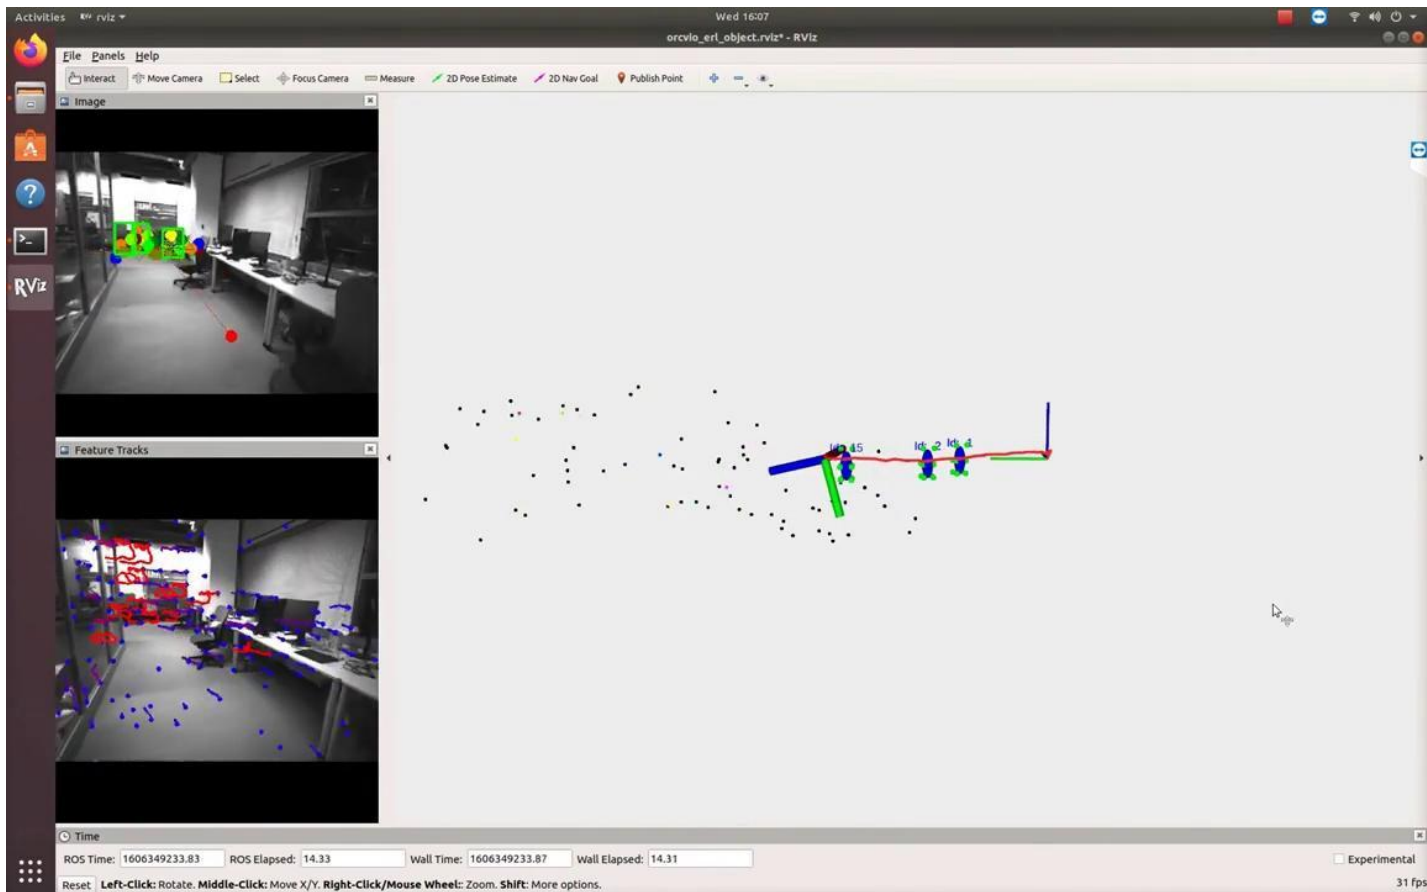 Activities rviz Wed 16:07
orcvio_erl_object.rviz* - RViz
File Panels Help
Interact Move Camera Select Focus Camera Measure 2D Pose Estimate 2D Nav Goal Publish Point
Image
Feature Tracks
Id: 2 Id: 1
RViz
Time
ROS Time: 1606349233.83 ROS Elapsed: 14.33 Wall Time: 1606349233.87 Wall Elapsed: 14.31 Experimental
Reset Left-Click: Rotate. Middle-Click: Move X/Y. Right-Click/Mouse Wheel: Zoom. Shift: More options. 31 fps